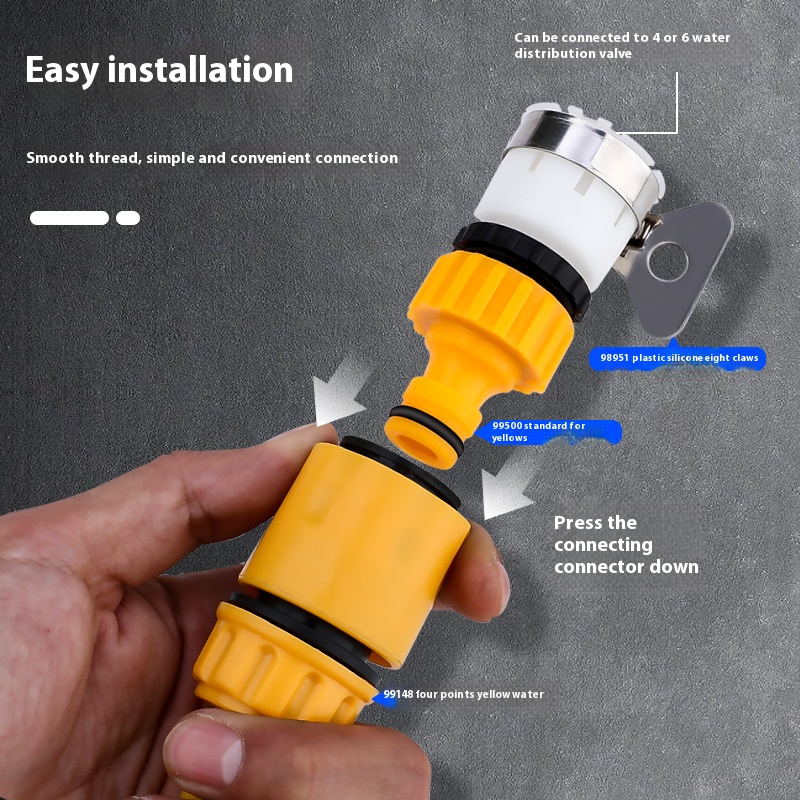 Can be connected to 4 or 6 water
distribution valve
Easy installation
Smooth thread, simple and convenient connection
98951 plastic silicone eight claws
99500 standard for
yellows
Press the
connecting
connector down
99148 four points yellow water